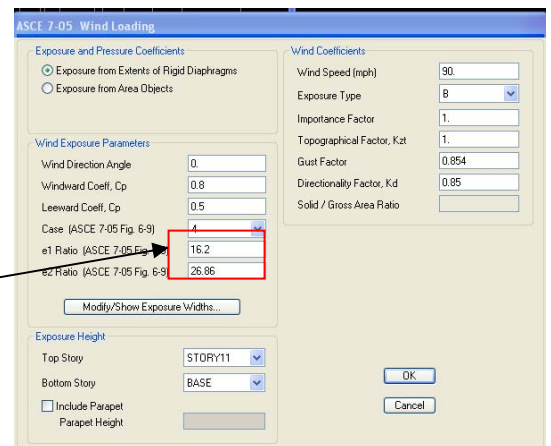 ASCE 7-05 Wind Loading
Exposure and Pressure Coefficients
Exposure from Extents of Rigid Diaphragms
Exposure from Area Objects
Wind Exposure Parameters
Wind Direction Angle 0.
Windward Coeff, Cp 0.8
Leeward Coeff, Cp 0.5
Case (ASCE 7-05 Fig. 6-9) 4
e1 Ratio (ASCE 7-05 Fig. 6-9) 16.2
e2 Ratio (ASCE 7-05 Fig. 6-9) 26.86
Modify/Show Exposure Widths...
Exposure Height
Top Story STORY11
Bottom Story BASE
Include Parapet
Parapet Height
Wind Coefficients
Wind Speed (mph) 90.
Exposure Type B
Importance Factor 1.
Topographical Factor, Kzt 1.
Gust Factor 0.854
Directionality Factor, Kd 0.85
Solid / Gross Area Ratio
OK
Cancel